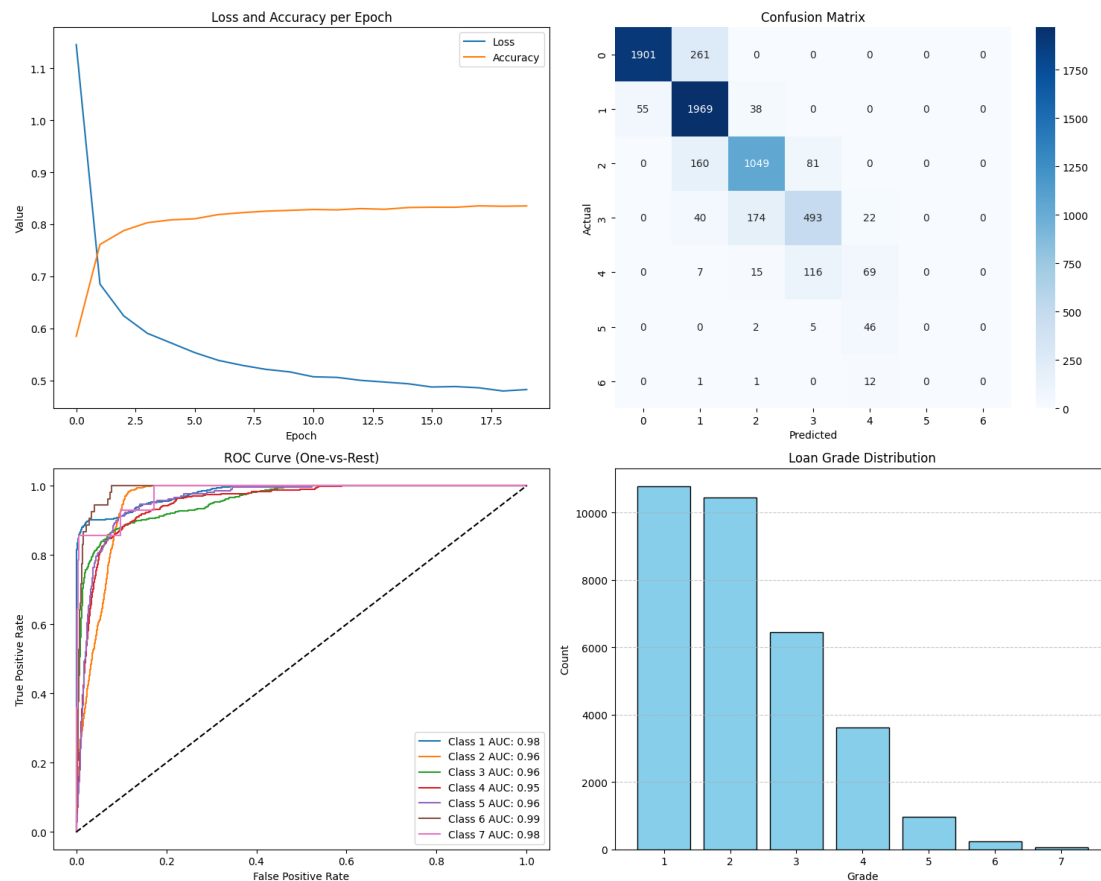 Loss and Accuracy per Epoch
Loss
Accuracy
1.1
1.0
0.9
0.8
0.7
0.6
0.5
Value
0.0 2.5 5.0 7.5 10.0 12.5 15.0 17.5
Epoch
Confusion Matrix
0 1901 261 0 0 0 0 0
1 55 1969 38 0 0 0 0
2 0 160 1049 81 0 0 0
3 0 40 174 493 22 0 0
4 0 7 15 116 69 0 0
5 0 0 2 5 46 0 0
6 0 1 1 0 12 0 0
Actual
0 1 2 3 4 5 6
Predicted
1750
1500
1250
1000
750
500
250
0
ROC Curve (One-vs-Rest)
1.0
0.8
0.6
0.4
0.2
0.0
True Positive Rate
Class 1 AUC: 0.98
Class 2 AUC: 0.96
Class 3 AUC: 0.96
Class 4 AUC: 0.95
Class 5 AUC: 0.96
Class 6 AUC: 0.99
Class 7 AUC: 0.98
0.0 0.2 0.4 0.6 0.8 1.0
False Positive Rate
Loan Grade Distribution
10000
8000
6000
4000
2000
0
Count
1 2 3 4 5 6 7
Grade